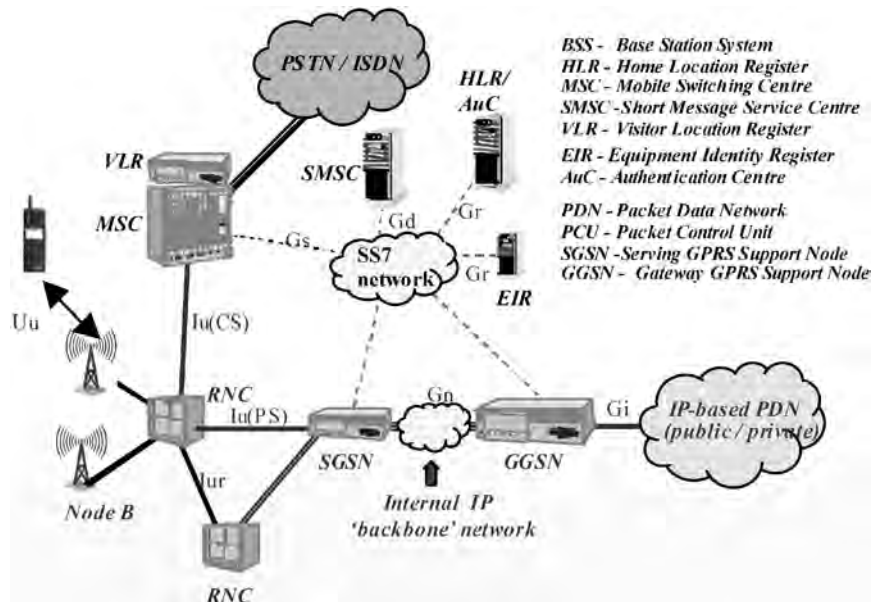 PSTN / ISDN
HLR/
AuC
VLR
SMSC
MSC
Gs
Gd
Gr
SS7
network
Gr
EIR
BSS - Base Station System
HLR - Home Location Register
MSC - Mobile Switching Centre
SMSC -Short Message Service Centre
VLR - Visitor Location Register
EIR - Equipment Identity Register
AuC - Authentication Centre
PDN - Packet Data Network
PCU - Packet Control Unit
SGSN -Serving GPRS Support Node
GGSN - Gateway GPRS Support Node
Uu
Iu(CS)
RNC
Iu(PS)
Gn
Gi
IP-based PDN
(public / private)
SGSN
GGSN
Node B
Iur
Internal IP
‘backbone’ network
RNC